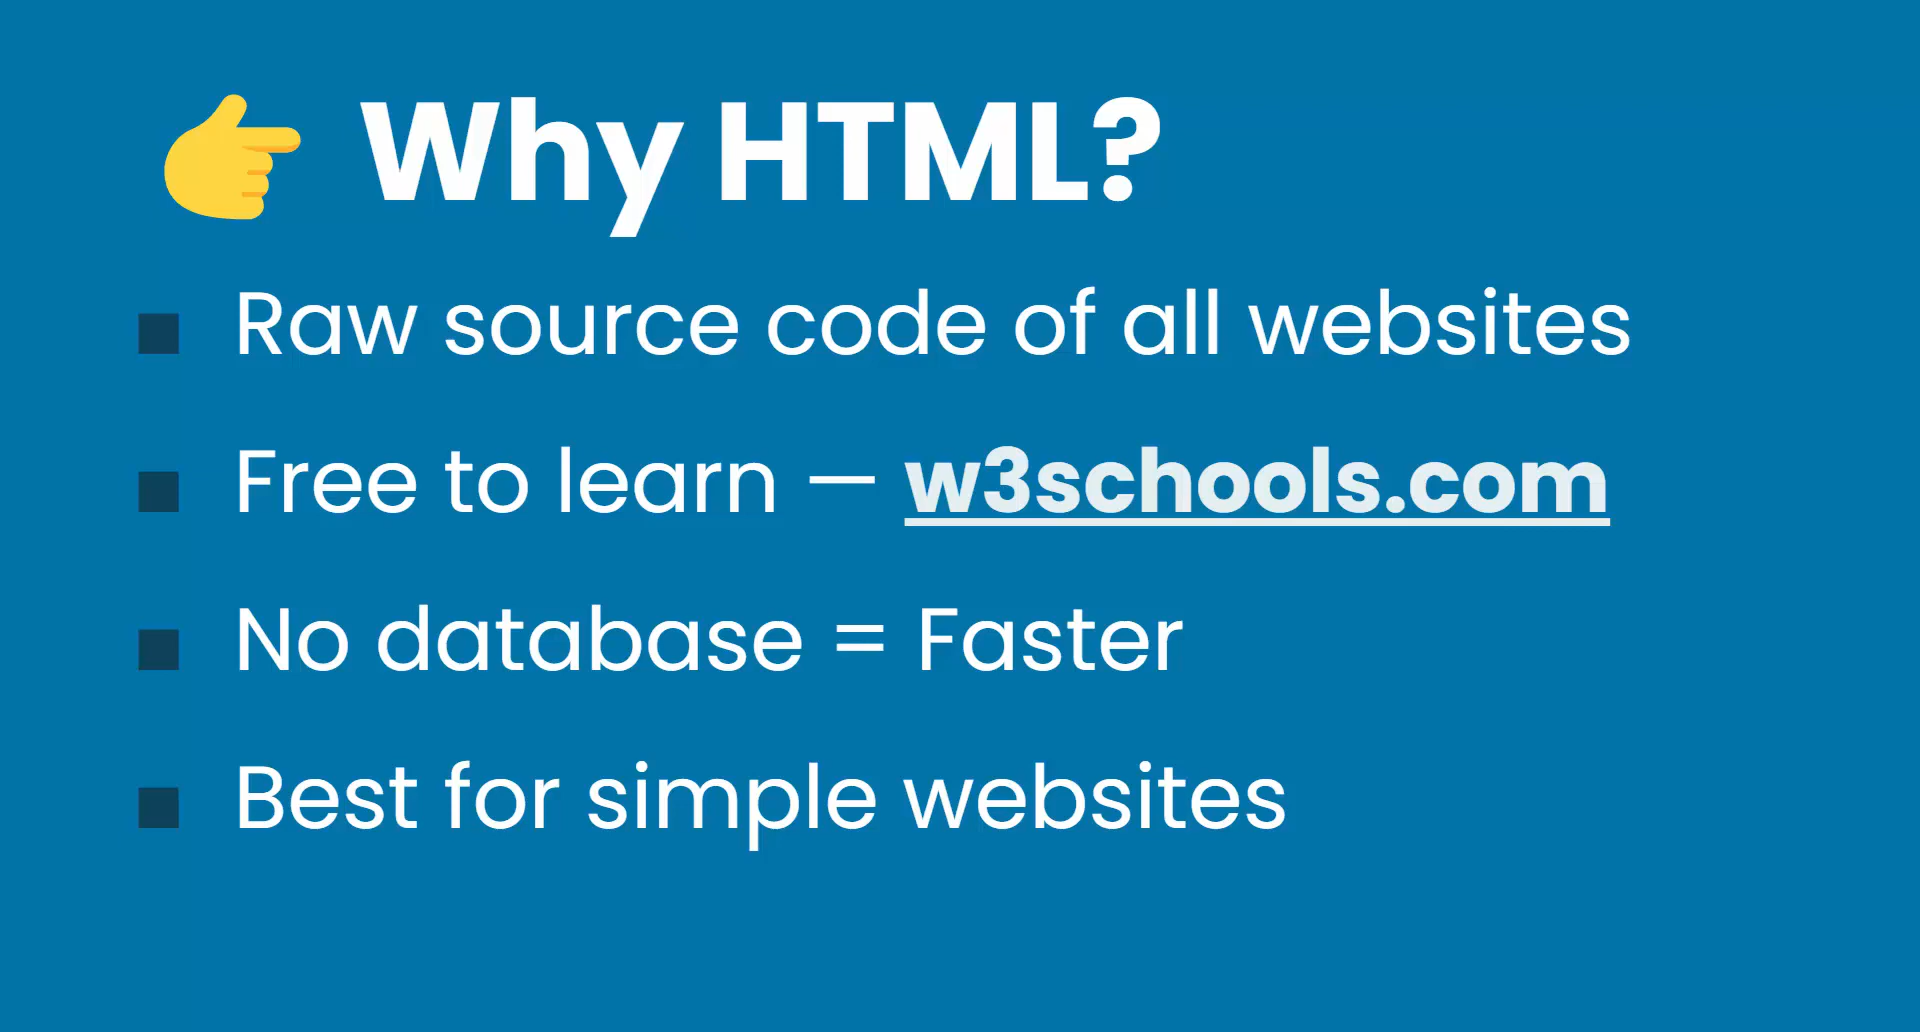 👉 Why HTML?
■ Raw source code of all websites
■ Free to learn — w3schools.com
■ No database = Faster
■ Best for simple websites